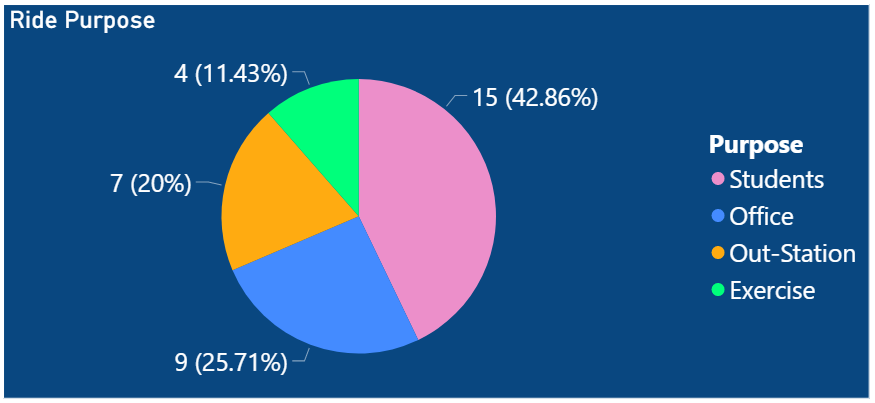 Ride Purpose
4 (11.43%)
15 (42.86%)
7 (20%)
9 (25.71%)
Purpose
Students
Office
Out-Station
Exercise